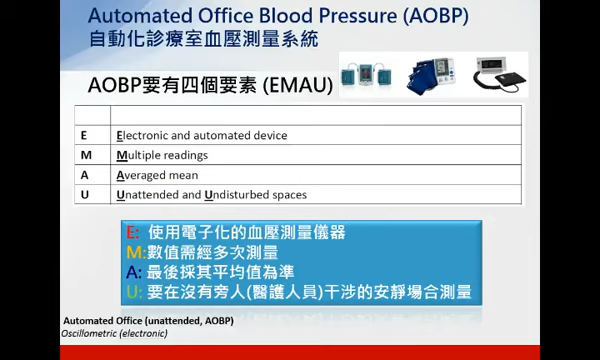 Automated Office Blood Pressure (AOBP)
自動化診療室血壓測量系統
AOBP要有四個要素 (EMAU)
E Electronic and automated device
M Multiple readings
A Averaged mean
U Unattended and Undisturbed spaces
E: 使用電子化的血壓測量儀器
M:數值需經多次測量
A: 最後採其平均值為準
U: 要在沒有旁人(醫護人員)干涉的安靜場合測量
Automated Office (unattended, AOBP)
Oscillometric (electronic)